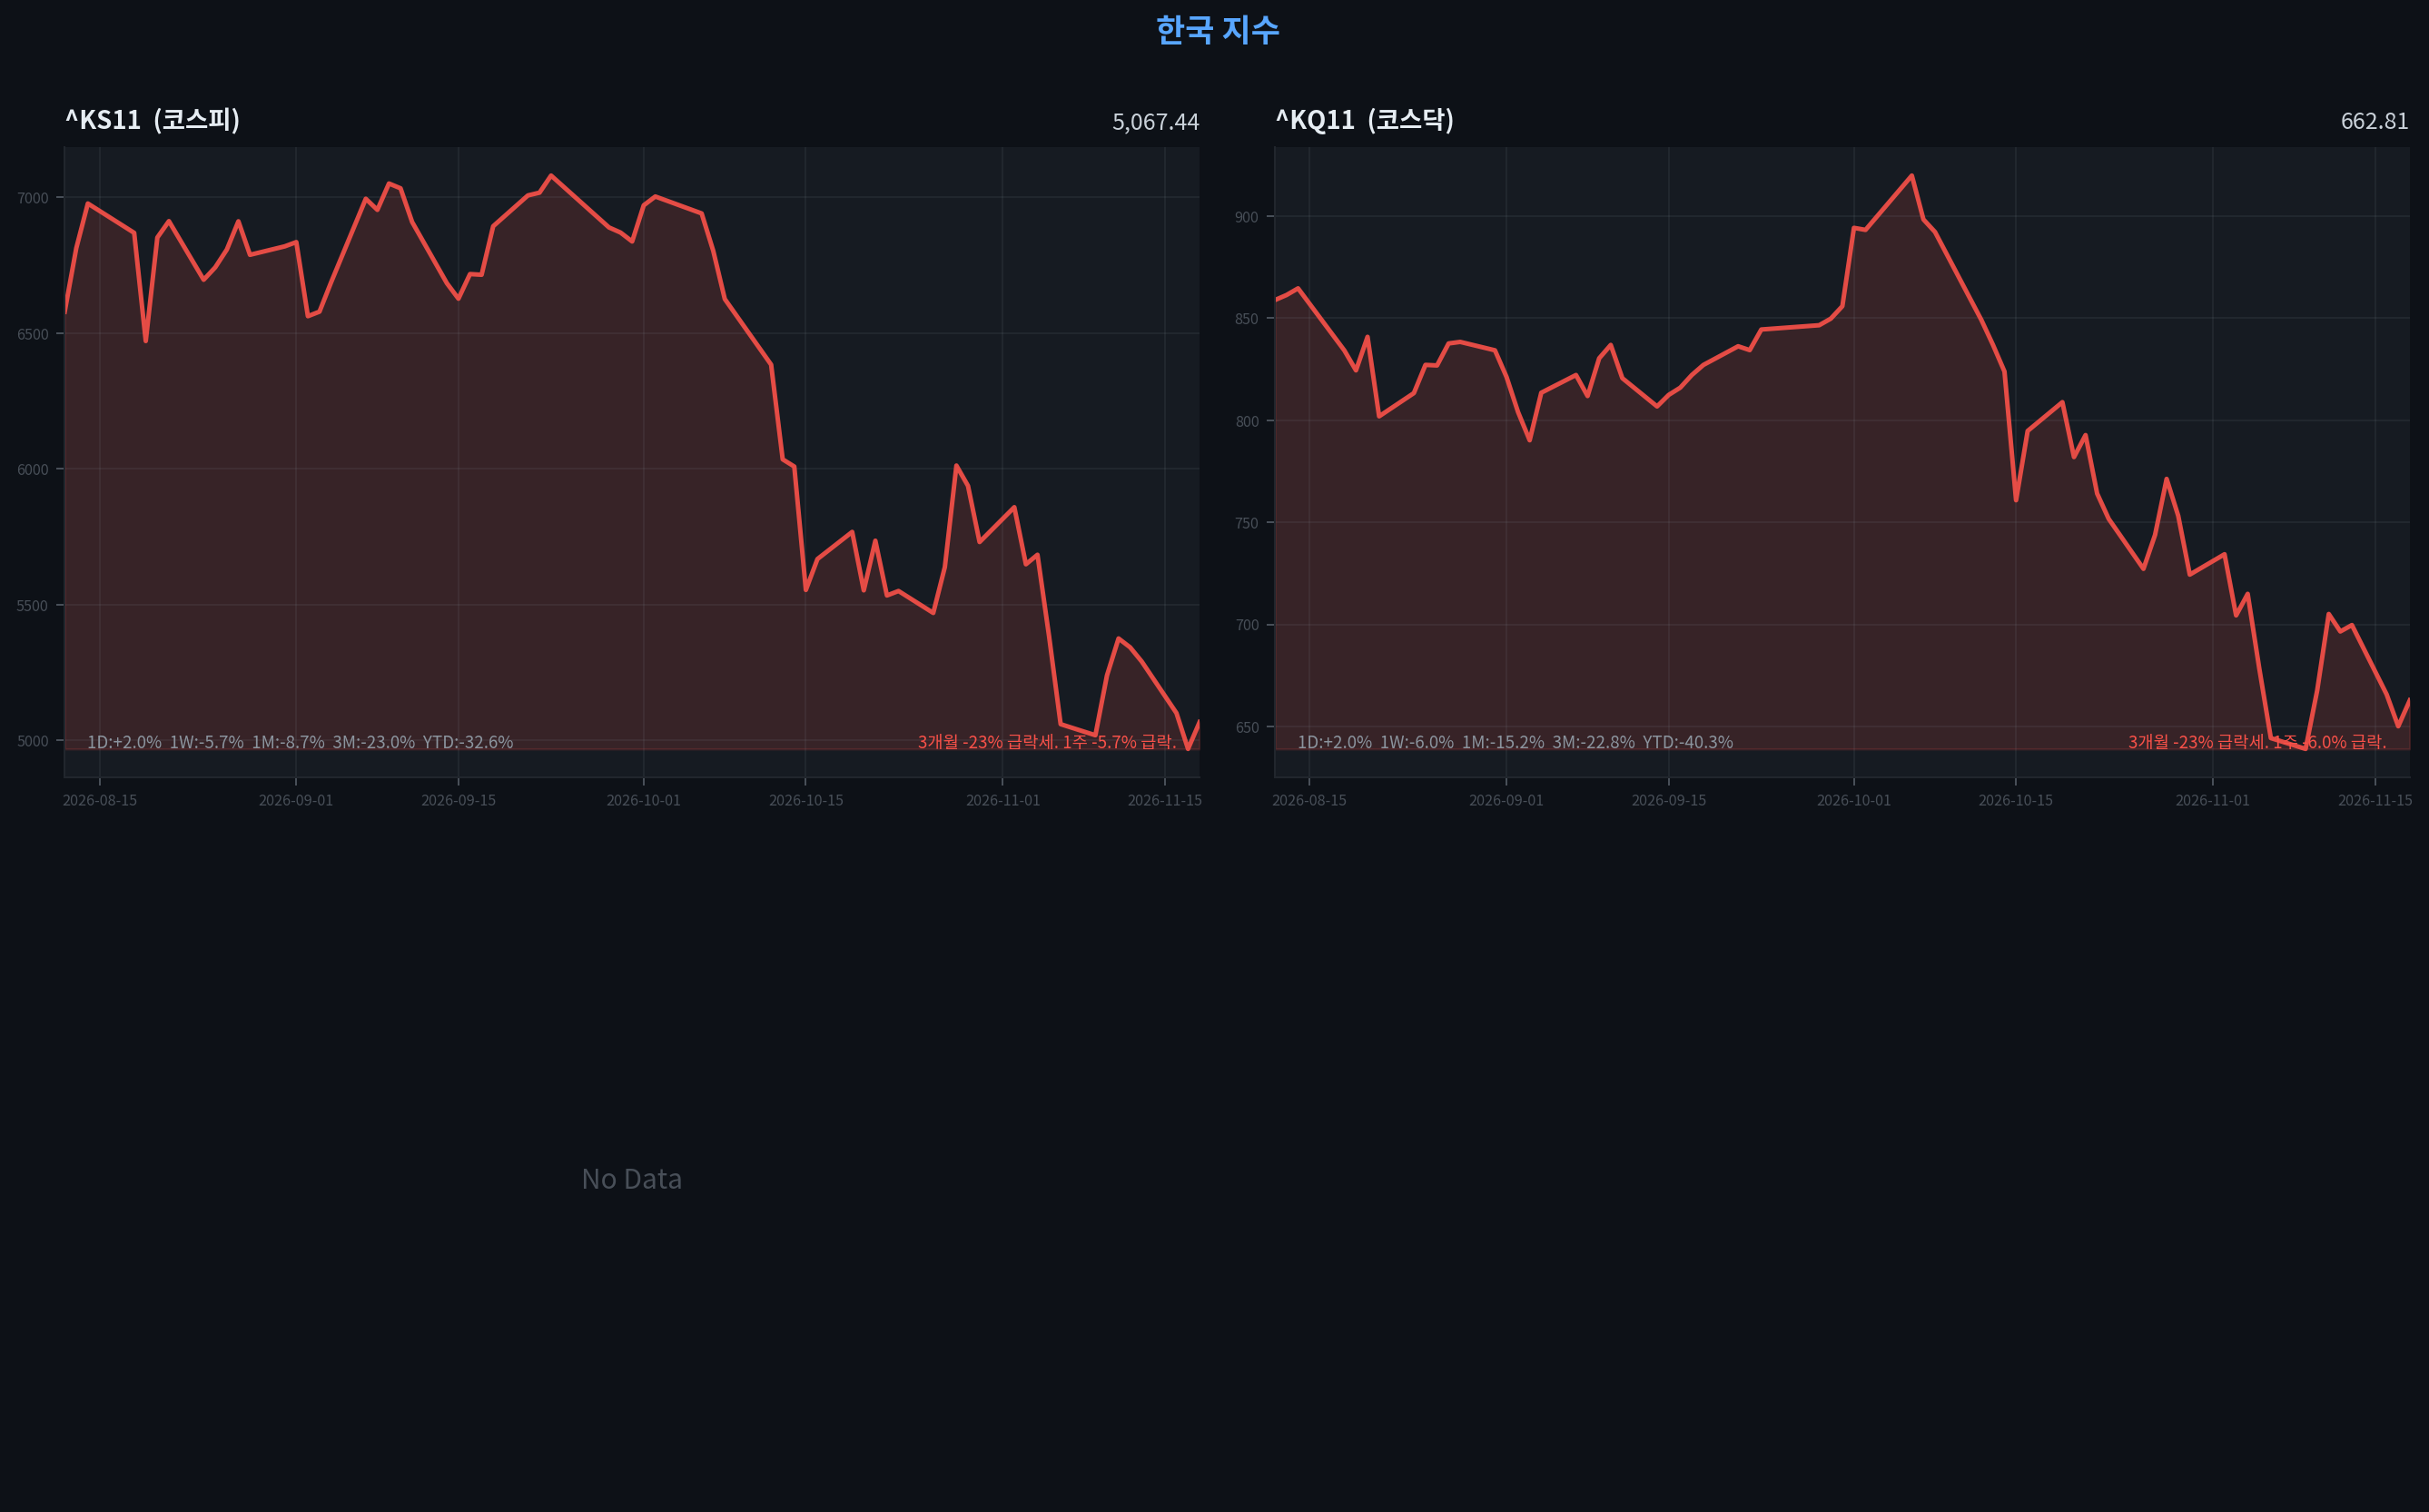 한국 지수
^KS11 (코스피)
5,067.44
7000
6500
6000
5500
5000
1D:+2.0% 1W:-5.7% 1M:-8.7% 3M:-23.0% YTD:-32.6%
3개월 -23% 급락세. 1주 -5.7% 급락.
2026-08-15 2026-09-01 2026-09-15 2026-10-01 2026-10-15 2026-11-01 2026-11-15
^KQ11 (코스닥)
662.81
900
850
800
750
700
650
1D:+2.0% 1W:-6.0% 1M:-15.2% 3M:-22.8% YTD:-40.3%
3개월 -23% 급락세. 1주 -6.0% 급락.
2026-08-15 2026-09-01 2026-09-15 2026-10-01 2026-10-15 2026-11-01 2026-11-15
No Data